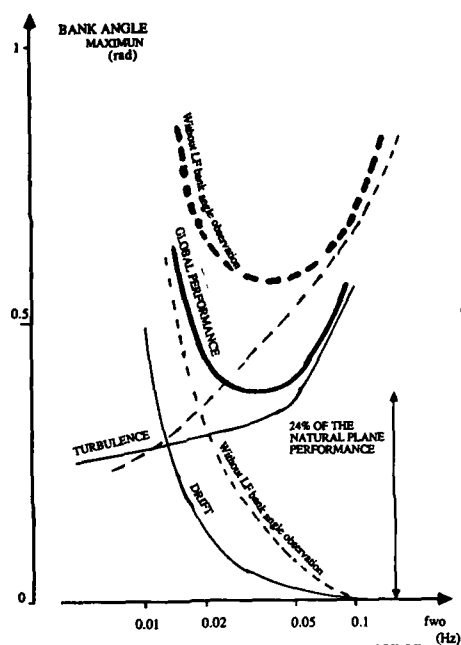 BANK ANGLE
MAXIMUN
(rad)
1
Without LF bank angle observation
GLOBAL PERFORMANCE
0.5
TURBULENCE
24% OF THE
NATURAL PLANE
PERFORMANCE
Without LF bank angle observation
DRIFT
0
0.01
0.02
0.05
0.1
fwo
(Hz)